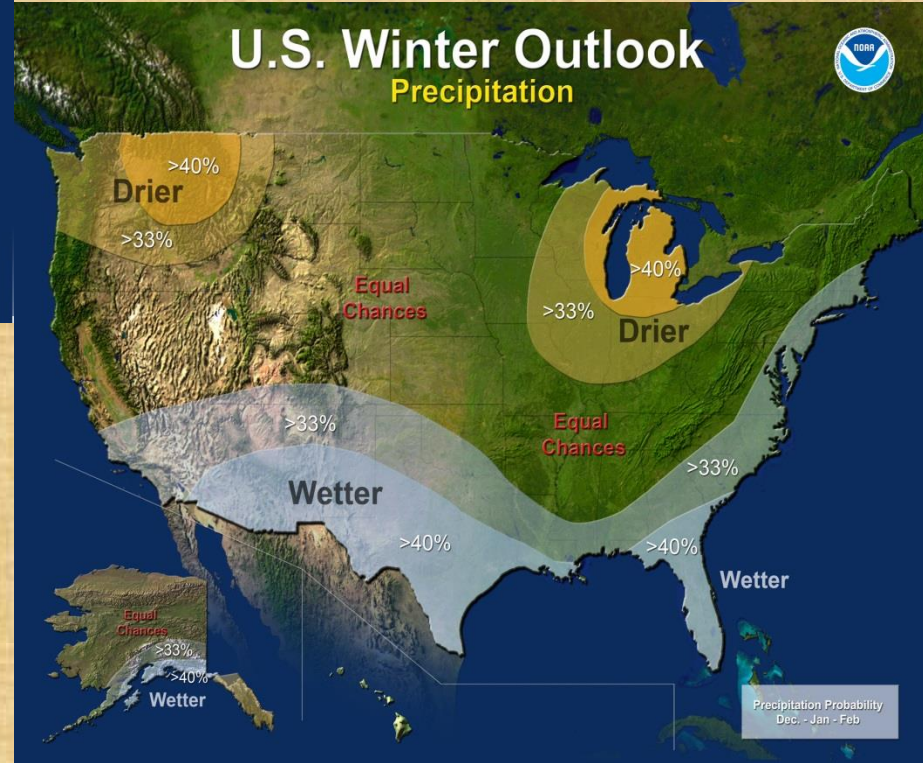 U.S. Winter Outlook
Precipitation
NOAA
>40%
Drier
>33%
Equal
Chances
>40%
>33%
Drier
Equal
Chances
>33%
>33%
Wetter
>40%
>40%
Wetter
Equal
Chances
>33%
>40%
Wetter
Precipitation Probability
Dec. - Jan - Feb